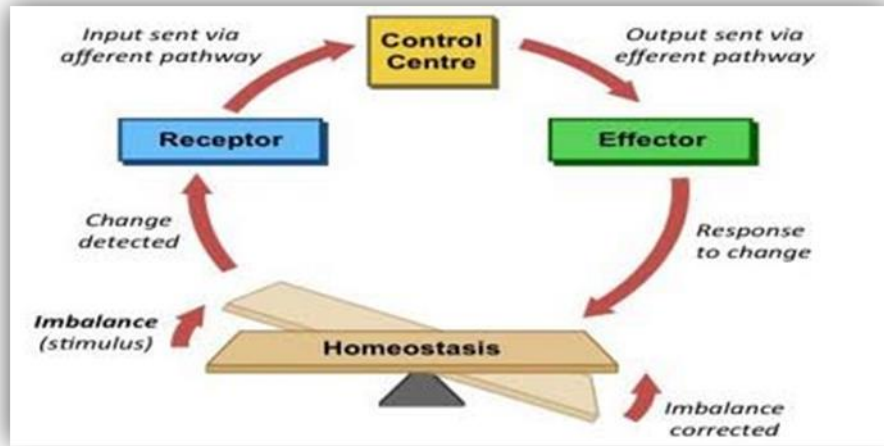 Input sent via
afferent pathway
Control
Centre
Output sent via
efferent pathway
Receptor
Effector
Change
detected
Response
to change
Imbalance
(stimulus)
Homeostasis
Imbalance
corrected